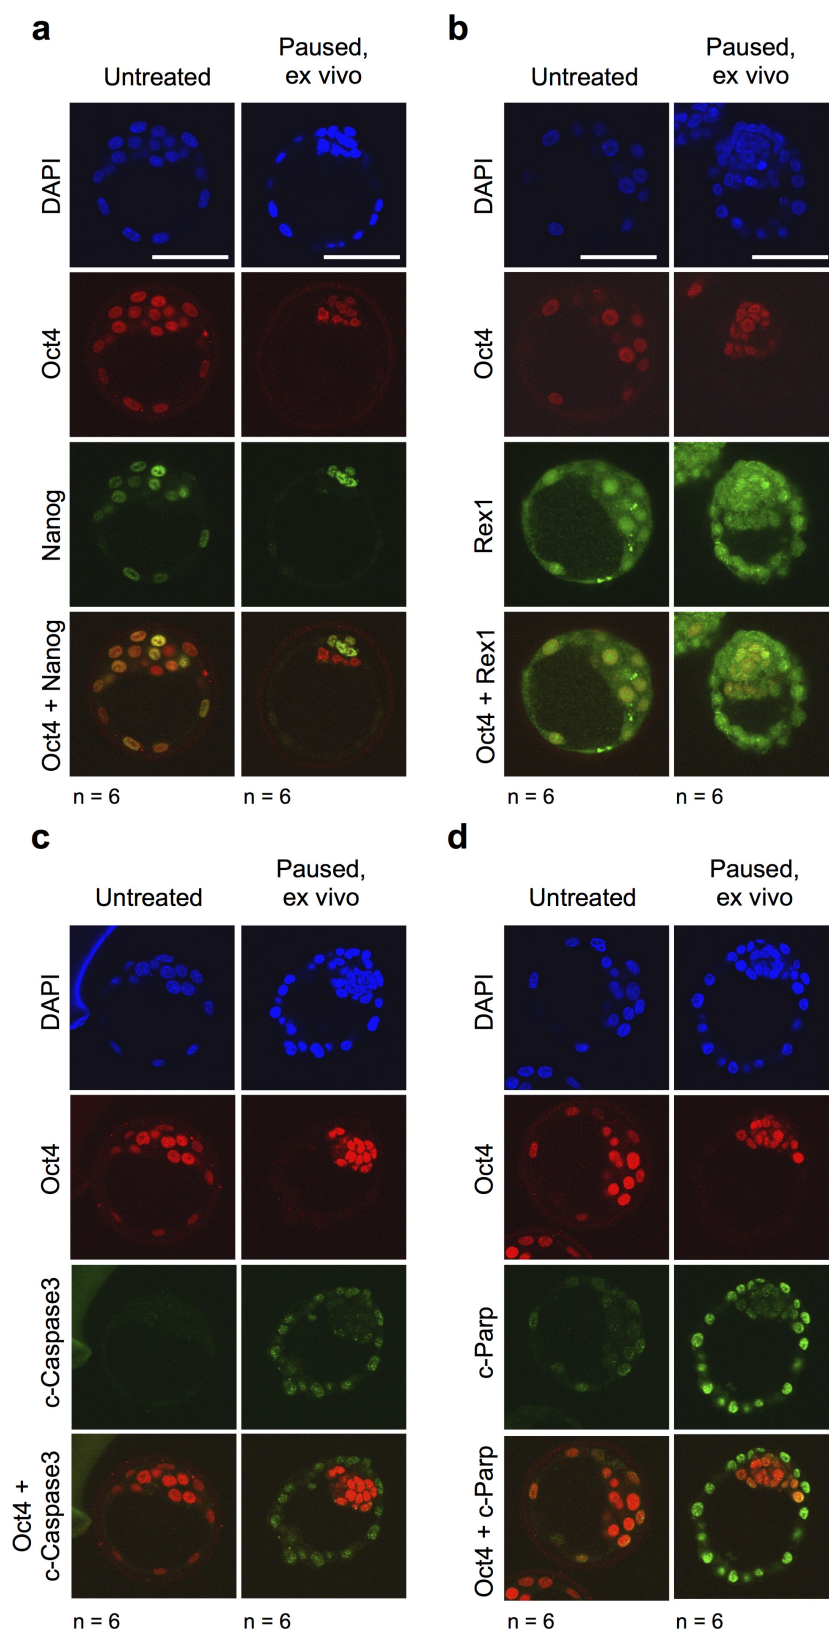 a
Untreated
Paused,
ex vivo
DAPI
Oct4
Nanog
Oct4 + Nanog
n = 6
n = 6
b
Untreated
Paused,
ex vivo
DAPI
Oct4
Rex1
Oct4 + Rex1
n = 6
n = 6
c
Untreated
Paused,
ex vivo
DAPI
Oct4
c-Caspase3
Oct4 +
c-Caspase3
n = 6
n = 6
d
Untreated
Paused,
ex vivo
DAPI
Oct4
c-Parp
Oct4 + c-Parp
n = 6
n = 6